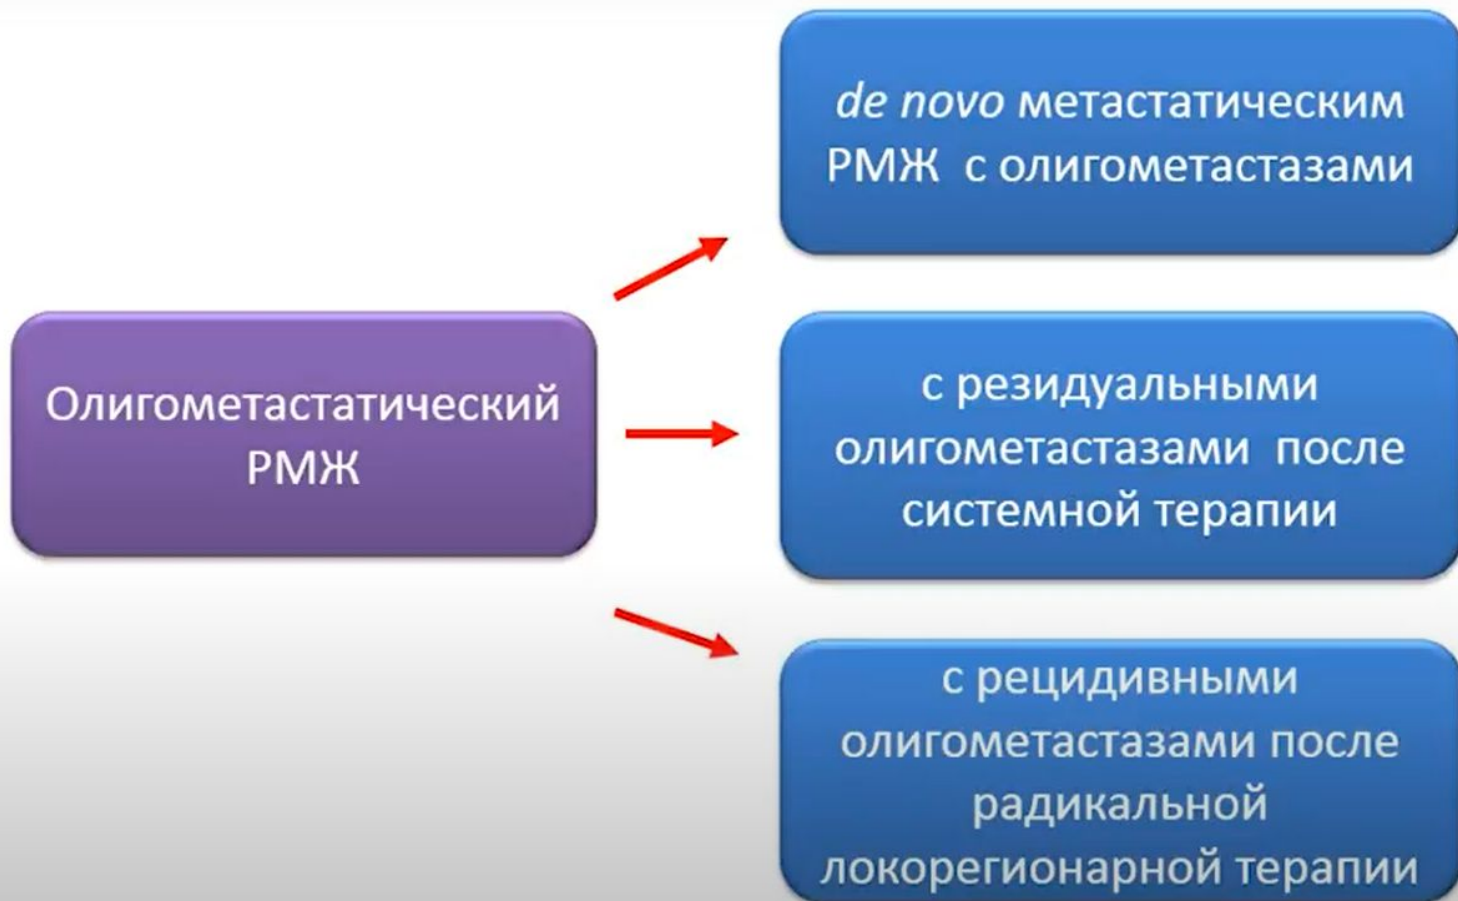 de novo метастатическим
РМЖ с олигометастазами
Олигометастатический
РМЖ
с резидуальными
олигометастазами после
системной терапии
с рецидивными
олигометастазами после
радикальной
локорегионарной терапии